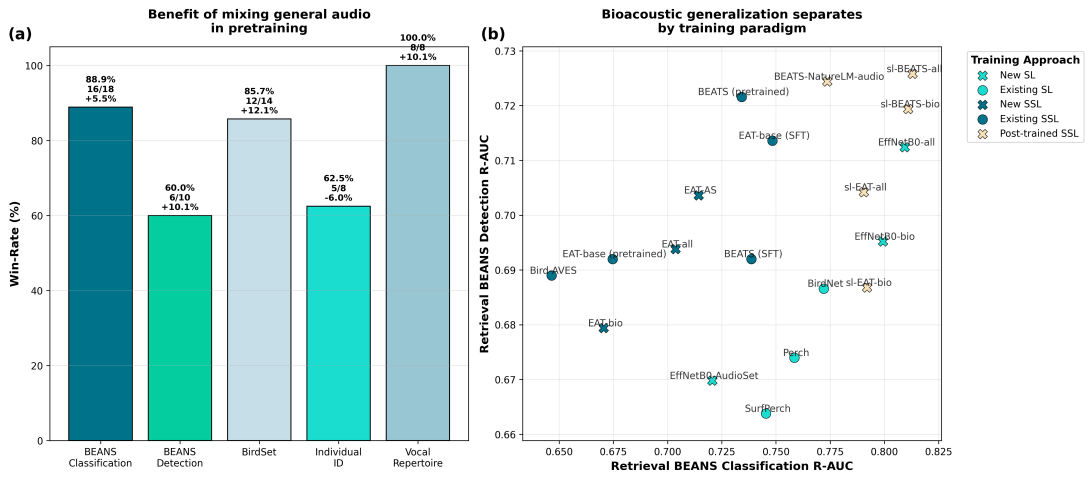 (a)
Benefit of mixing general audio
in pretraining
Win-Rate (%)
100
80
60
40
20
0
88.9%
16/18
+5.5%
60.0%
6/10
+10.1%
85.7%
12/14
+12.1%
62.5%
5/8
-6.0%
100.0%
8/8
+10.1%
BEANS
Classification
BEANS
Detection
BirdSet
Individual
ID
Vocal
Repertoire
(b)
Bioacoustic generalization separates
by training paradigm
Retrieval BEANS Detection R-AUC
0.73
0.72
0.71
0.70
0.69
0.68
0.67
0.66
sl-BEATS-all
BEATS-NatureLM-audio
BEATS (pretrained)
sl-BEATS-bio
EAT-base (SFT)
EffNetB0-all
sl-EAT-all
EAT-AS
EffNetB0-bio
EAT-all
EAT-base (pretrained)
BEATS (SFT)
Bird-AVES
BirdNet
sl-EAT-bio
EAT-bio
Perch
EffNetB0-AudioSet
SurfPerch
0.650
0.675
0.700
0.725
0.750
0.775
0.800
0.825
Retrieval BEANS Classification R-AUC
Training Approach
New SL
Existing SL
New SSL
Existing SSL
Post-trained SSL